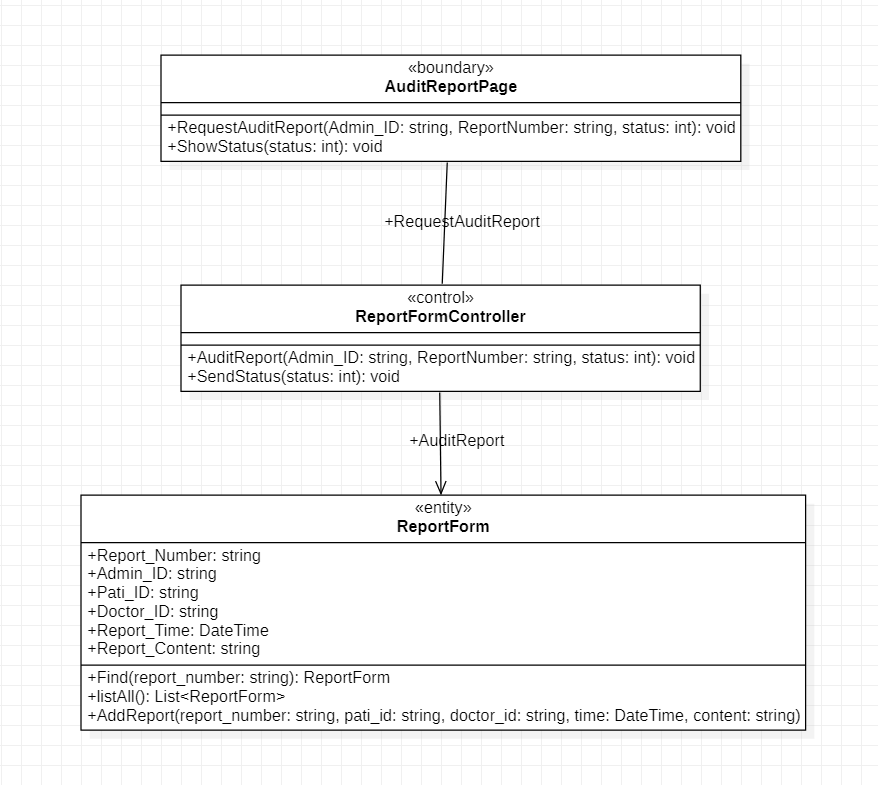 «boundary»
AuditReportPage
+RequestAuditReport(Admin_ID: string, ReportNumber: string, status: int): void
+ShowStatus(status: int): void
+RequestAuditReport
«control»
ReportFormController
+AuditReport(Admin_ID: string, ReportNumber: string, status: int): void
+SendStatus(status: int): void
+AuditReport
«entity»
ReportForm
+Report_Number: string
+Admin_ID: string
+Pati_ID: string
+Doctor_ID: string
+Report_Time: DateTime
+Report_Content: string
+Find(report_number: string): ReportForm
+listAll(): List<ReportForm>
+AddReport(report_number: string, pati_id: string, doctor_id: string, time: DateTime, content: string)